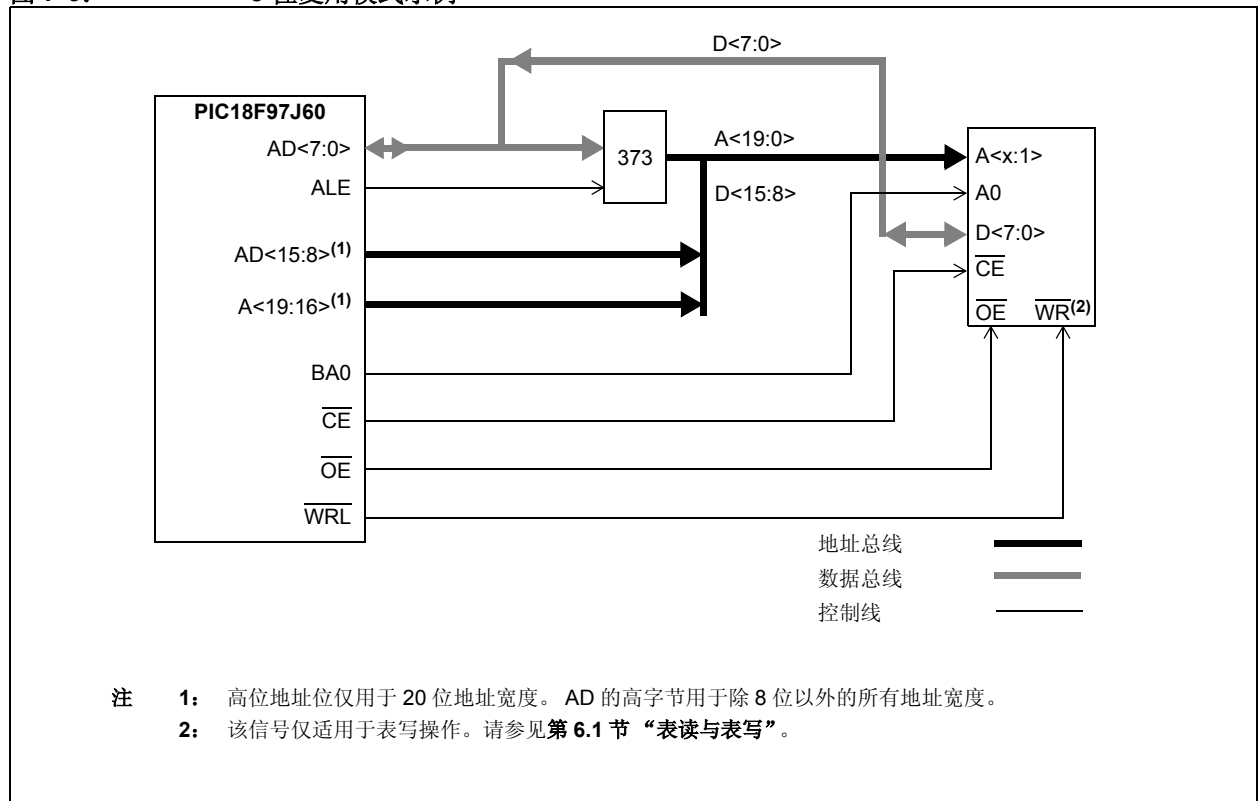 D<7:0>
PIC18F97J60
AD<7:0>
373
A<19:0>
A<x:1>
ALE
D<15:8>
A0
AD<15:8>(1)
D<7:0>
CE
A<19:16>(1)
OE WR(2)
BA0
CE
OE
WRL
地址总线
数据总线
控制线
注 1： 高位地址位仅用于 20 位地址宽度。 AD 的高字节用于除 8 位以外的所有地址宽度。
2： 该信号仅适用于表写操作。请参见第 6.1 节 “表读与表写”。